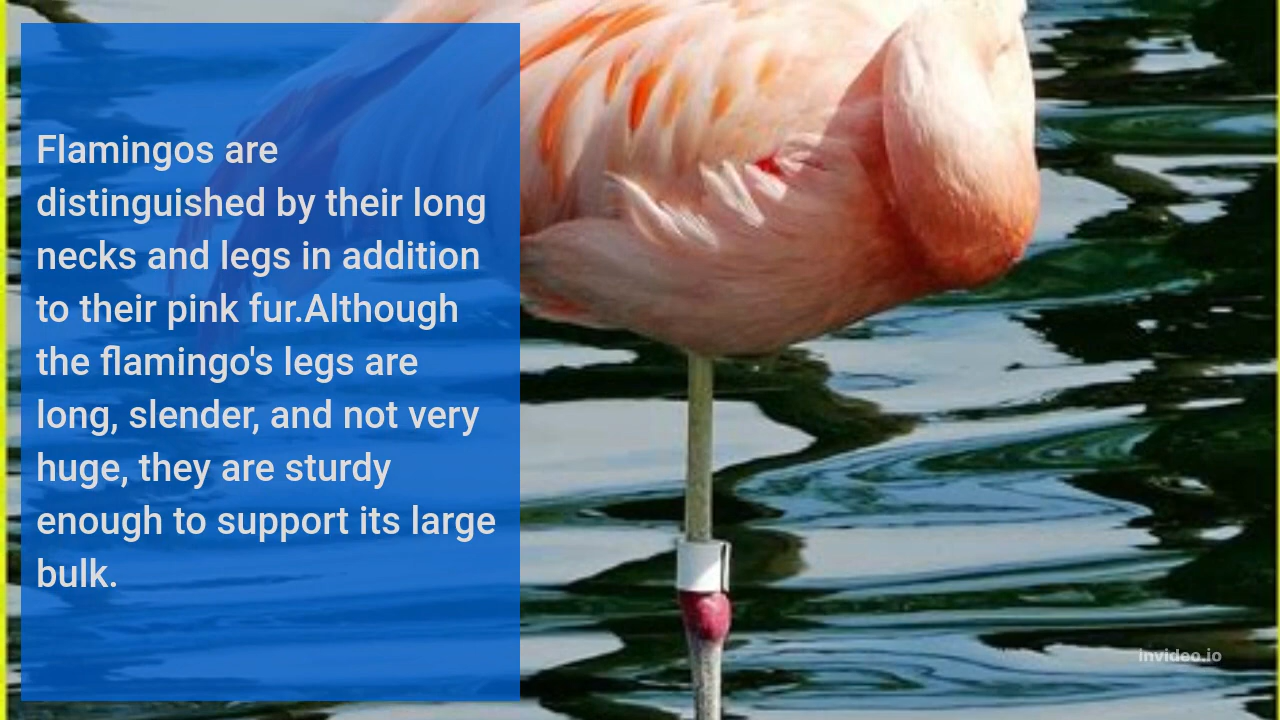 Flamingos are
distinguished by their long
necks and legs in addition
to their pink fur.Although
the flamingo's legs are
long, slender, and not very
huge, they are sturdy
enough to support its large
bulk.
invideo.io